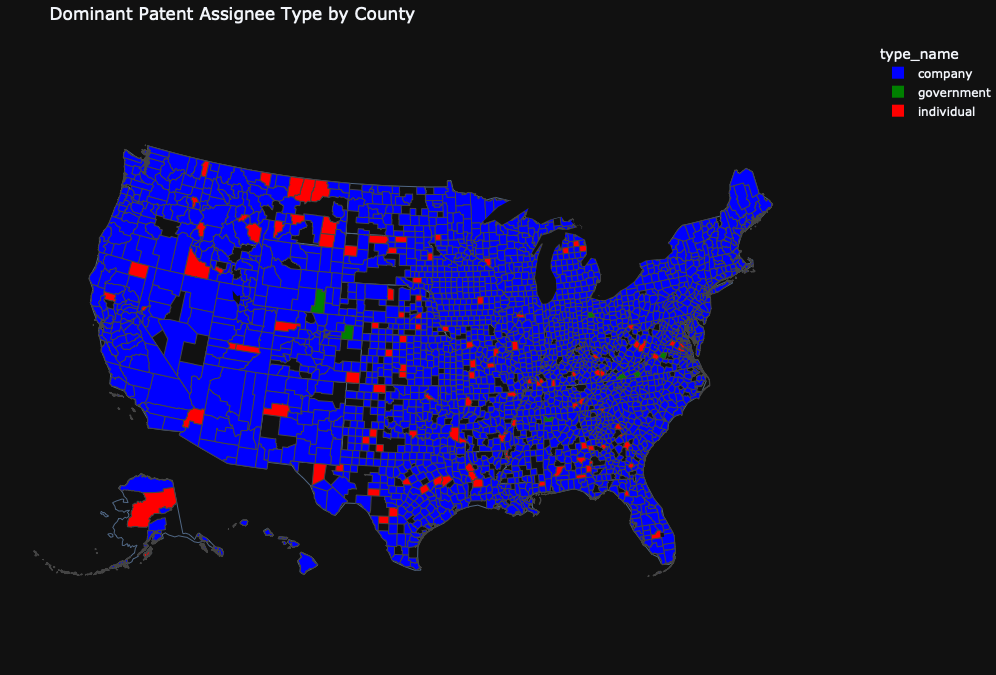 Dominant Patent Assignee Type by County
type_name
company
government
individual